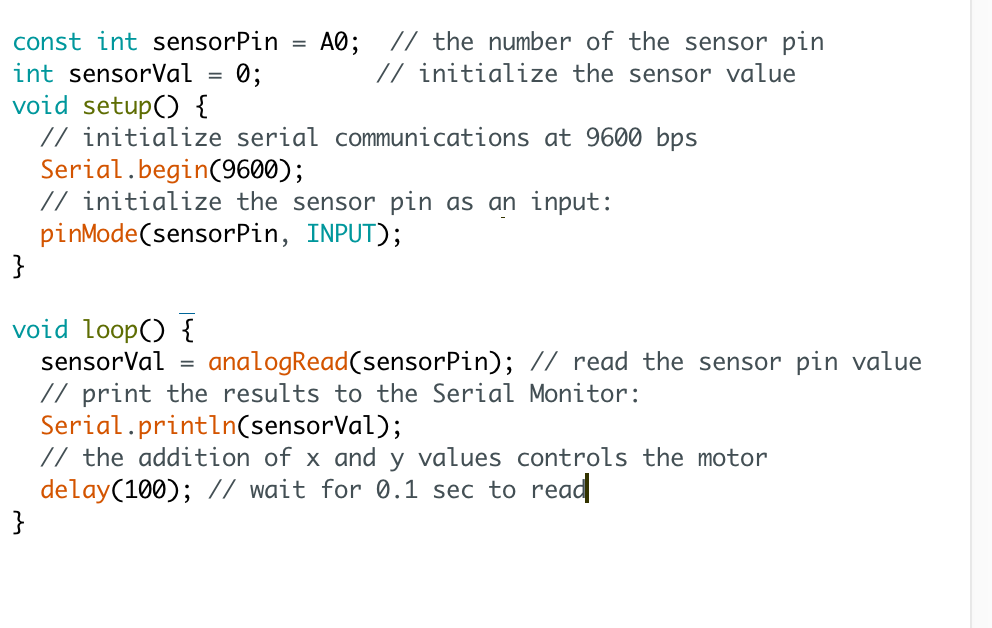 const int sensorPin = A0;  // the number of the sensor pin
int sensorVal = 0;        // initialize the sensor value
void setup() {
  // initialize serial communications at 9600 bps
  Serial.begin(9600);
  // initialize the sensor pin as an input:
  pinMode(sensorPin, INPUT);
}

void loop() {
  sensorVal = analogRead(sensorPin); // read the sensor pin value
  // print the results to the Serial Monitor:
  Serial.println(sensorVal);
  // the addition of x and y values controls the motor
  delay(100); // wait for 0.1 sec to read
}